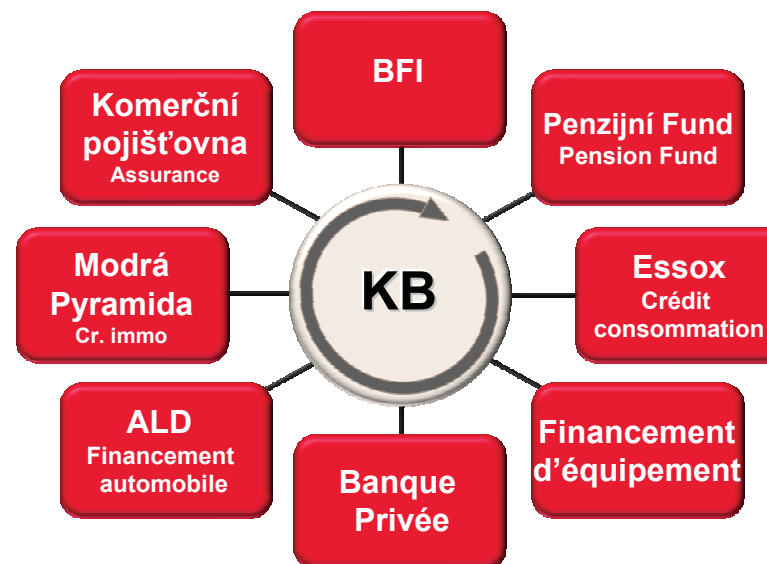 BFI
Penzijní Fund
Pension Fund
Essox
Crédit
consommation
Financement
d’équipement
Banque
Privée
ALD
Financement
automobile
Modrá
Pyramida
Cr. immo
Komerční
pojišťovna
Assurance
KB